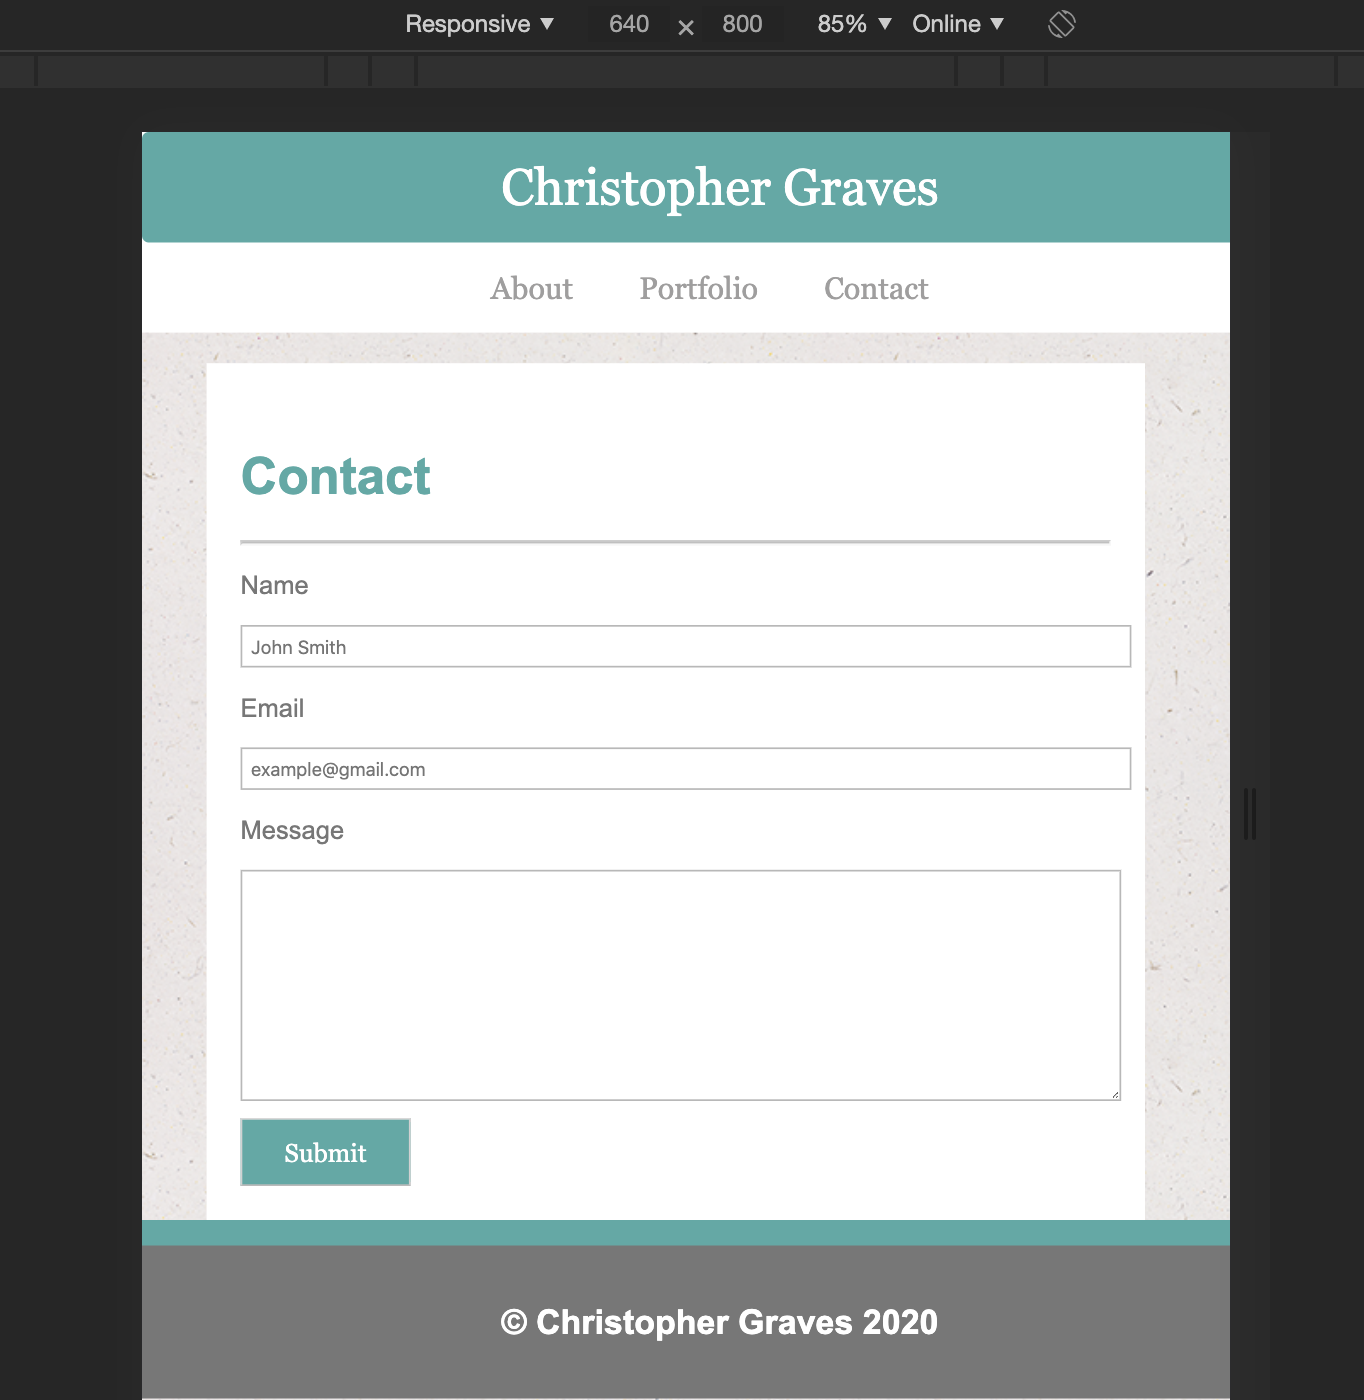 Responsive ▼ 640 × 800 85% ▼ Online ▼
Christopher Graves
About Portfolio Contact
Contact
Name
John Smith
Email
example@gmail.com
Message
Submit
© Christopher Graves 2020